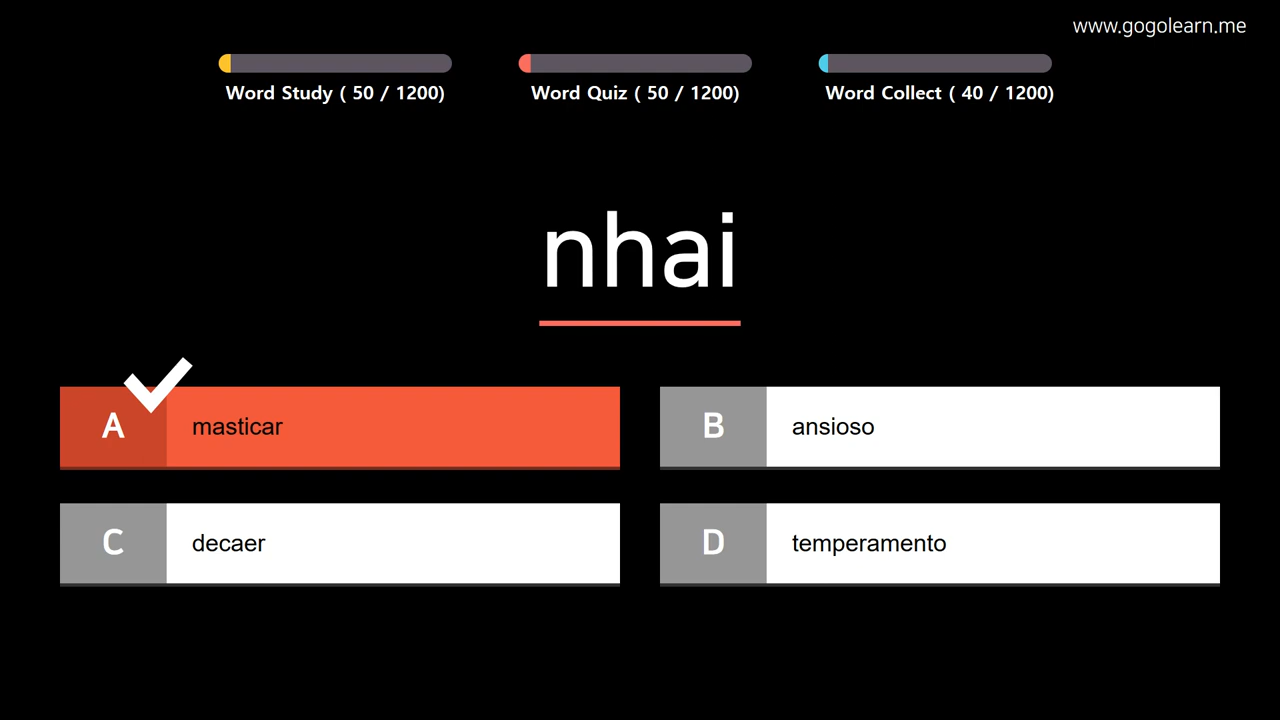 www.gogolearn.me
Word Study ( 50 / 1200)
Word Quiz ( 50 / 1200)
Word Collect ( 40 / 1200)
nhai
A masticar
B ansioso
C decaer
D temperamento